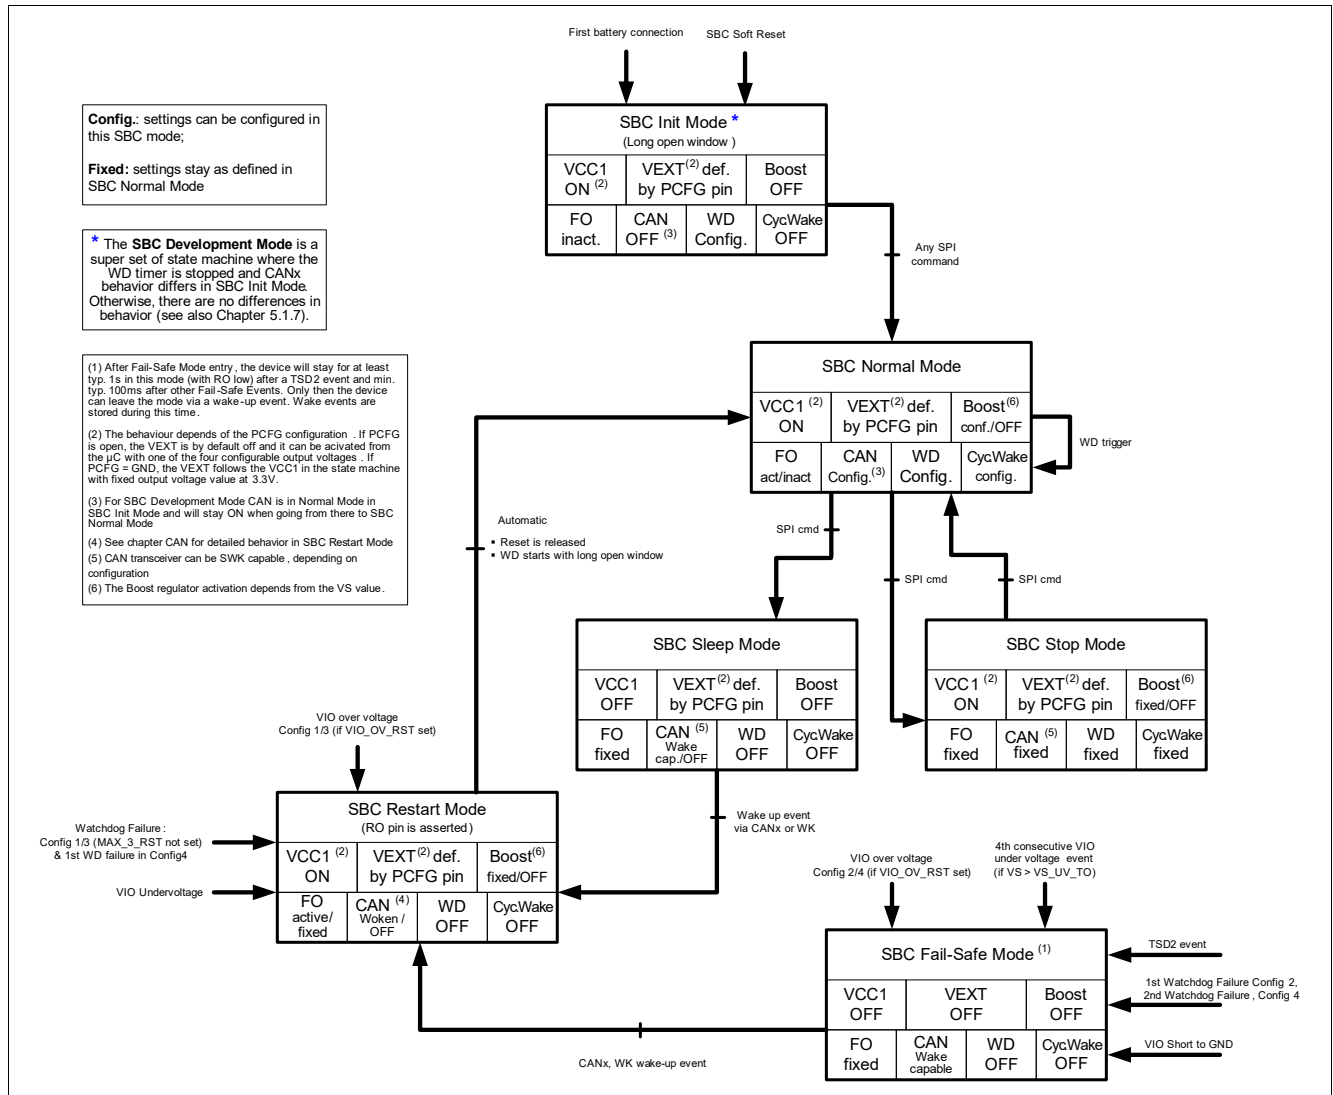 First battery connection
SBC Soft Reset
Config.: settings can be configured in
this SBC mode;
Fixed: settings stay as defined in
SBC Normal Mode
* The SBC Development Mode is a
super set of state machine where the
WD timer is stopped and CANx
behavior differs in SBC Init Mode.
Otherwise, there are no differences in
behavior (see also Chapter 5.1.7).
(1) After Fail-Safe Mode entry, the device will stay for at least
typ. 1s in this mode (with RO low) after a TSD2 event and min.
typ. 100ms after other Fail-Safe Events. Only then the device
can leave the mode via a wake-up event. Wake events are
stored during this time.
(2) The behaviour depends of the PCFG configuration . If PCFG
is open, the VEXT is by default off and it can be acivated from
the µC with one of the four configurable output voltages . If
PCFG = GND, the VEXT follows the VCC1 in the state machine
with fixed output voltage value at 3.3V.
(3) For SBC Development Mode CAN is in Normal Mode in
SBC Init Mode and will stay ON when going from there to SBC
Normal Mode
(4) See chapter CAN for detailed behavior in SBC Restart Mode
(5) CAN transceiver can be SWK capable , depending on
configuration
(6) The Boost regulator activation depends from the VS value .
SBC Init Mode *
(Long open window )
VCC1
ON (2)
VEXT(2) def.
by PCFG pin
Boost
OFF
FO
inact.
CAN
OFF (3)
WD
Config.
Cyc.Wake
OFF
Any SPI
command
SBC Normal Mode
VCC1 (2)
ON
VEXT(2) def.
by PCFG pin
Boost(6)
conf./OFF
FO
act/inact
CAN
Config.(3)
WD
Config.
Cyc.Wake
config.
WD trigger
Automatic
▪ Reset is released
▪ WD starts with long open window
SPI cmd
SPI cmd
SPI cmd
SBC Sleep Mode
VCC1
OFF
VEXT(2) def.
by PCFG pin
Boost
OFF
FO
fixed
CAN (5)
Wake
cap./OFF
WD
OFF
Cyc.Wake
OFF
SBC Stop Mode
VCC1 (2)
ON
VEXT(2) def.
by PCFG pin
Boost(6)
fixed/OFF
FO
fixed
CAN (5)
fixed
WD
fixed
Cyc.Wake
fixed
VIO over voltage
Config 1/3 (if VIO_OV_RST set)
Watchdog Failure :
Config 1/3 (MAX_3_RST not set)
& 1st WD failure in Config4
VIO Undervoltage
SBC Restart Mode
(RO pin is asserted )
VCC1 (2)
ON
VEXT(2) def.
by PCFG pin
Boost(6)
fixed/OFF
FO
active/
fixed
CAN (4)
Woken /
OFF
WD
OFF
Cyc.Wake
OFF
Wake up event
via CANx or WK
VIO over voltage
Config 2/4 (if VIO_OV_RST set)
4th consecutive VIO
under voltage event
(if VS > VS_UV_TO)
SBC Fail-Safe Mode (1)
VCC1
OFF
VEXT
OFF
Boost
OFF
FO
fixed
CAN
Wake
capable
WD
OFF
Cyc.Wake
OFF
TSD2 event
1st Watchdog Failure Config 2,
2nd Watchdog Failure , Config 4
VIO Short to GND
CANx, WK wake-up event